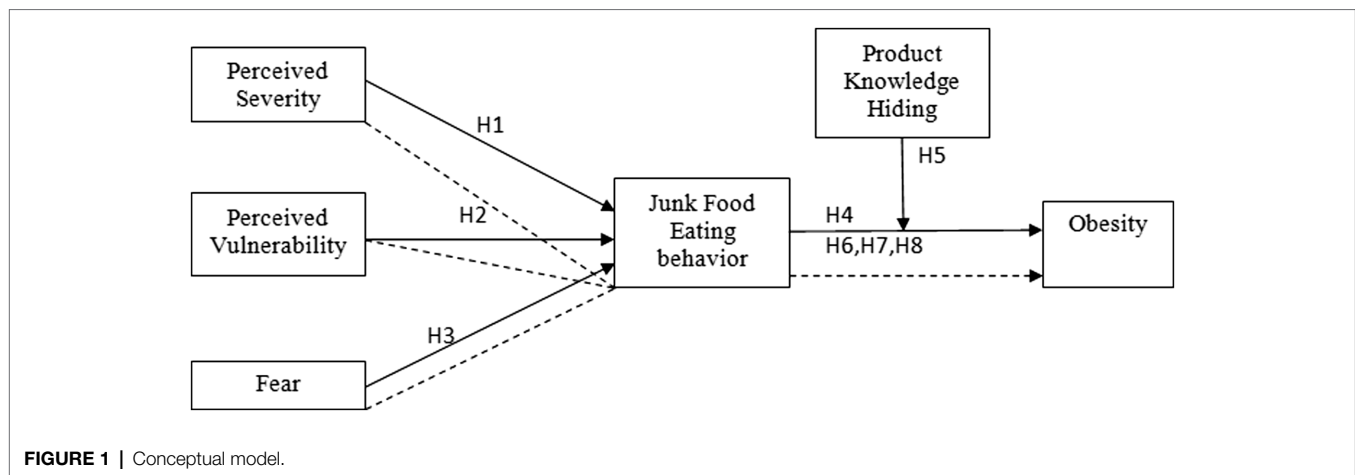 Perceived
Severity
H1
Perceived
Vulnerability
H2
Fear
H3
Junk Food
Eating
behavior
Product
Knowledge
Hiding
H5
H4
H6,H7,H8
Obesity
FIGURE 1 | Conceptual model.